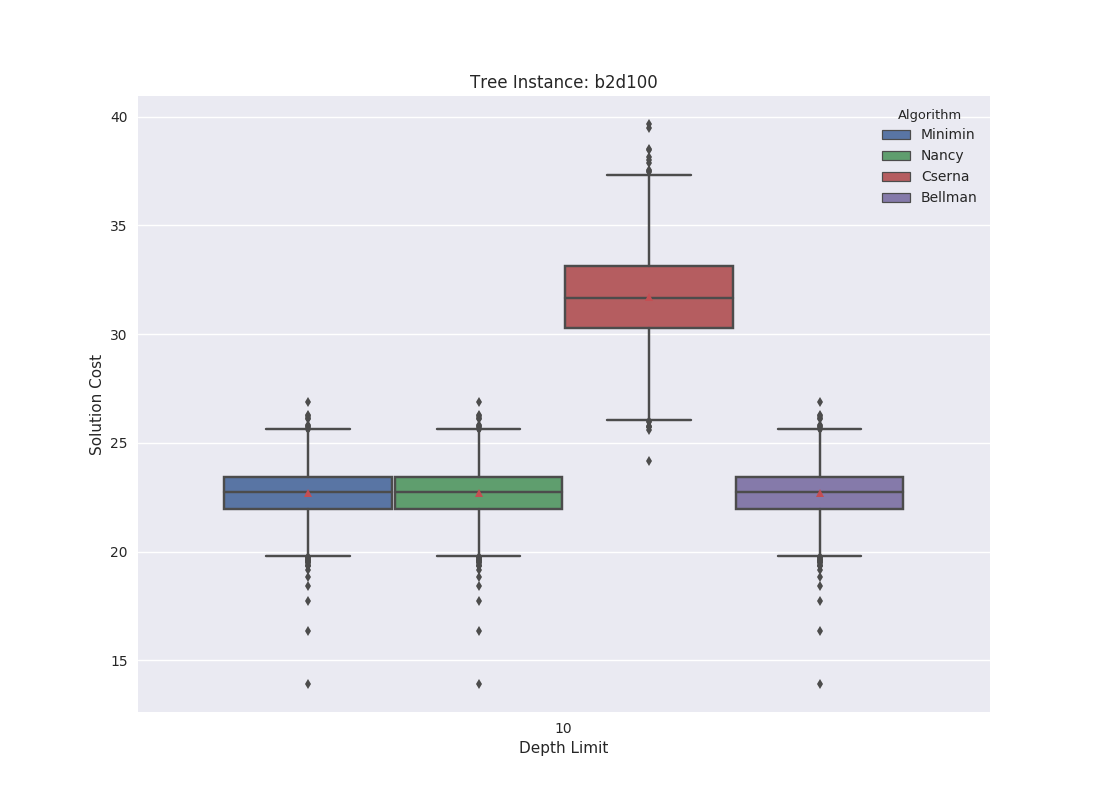 Tree Instance: b2d100
Algorithm
Minimin
Nancy
Cserna
Bellman
Solution Cost
40
35
30
25
20
15
10
Depth Limit